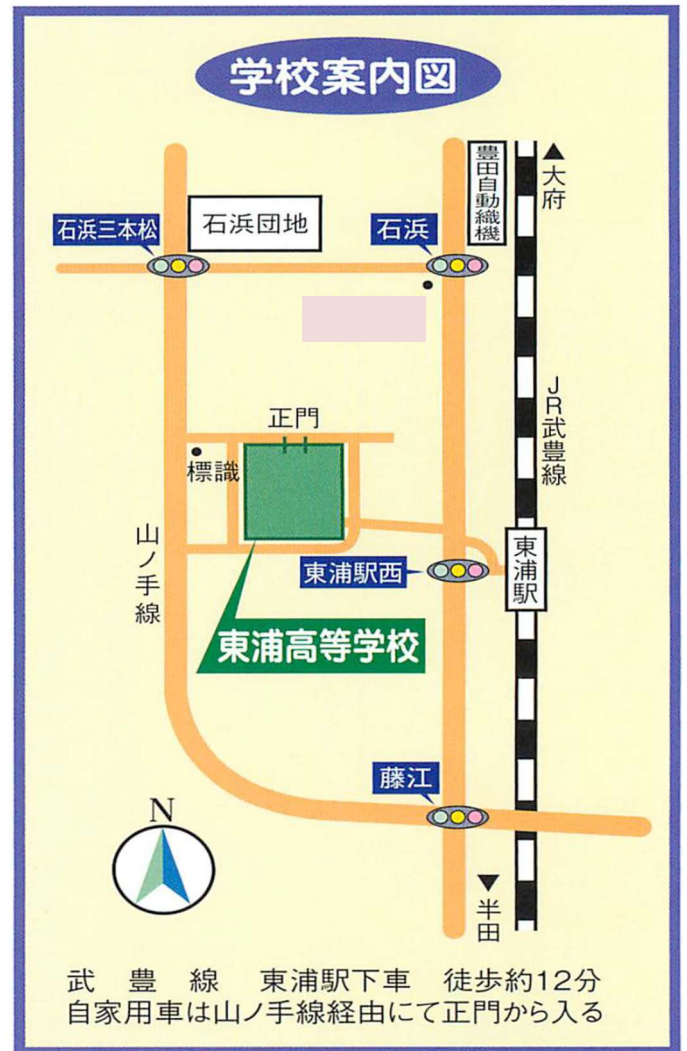 学校案内図
豊田自動織機
▲大府
石浜三本松
石浜団地
石浜
JR武豊線
正門
標識
山ノ手線
東浦駅西
東浦駅
東浦高等学校
藤江
N
▼半田
武豊線 東浦駅下車 徒歩約12分
自家用車は山ノ手線経由にて正門から入る